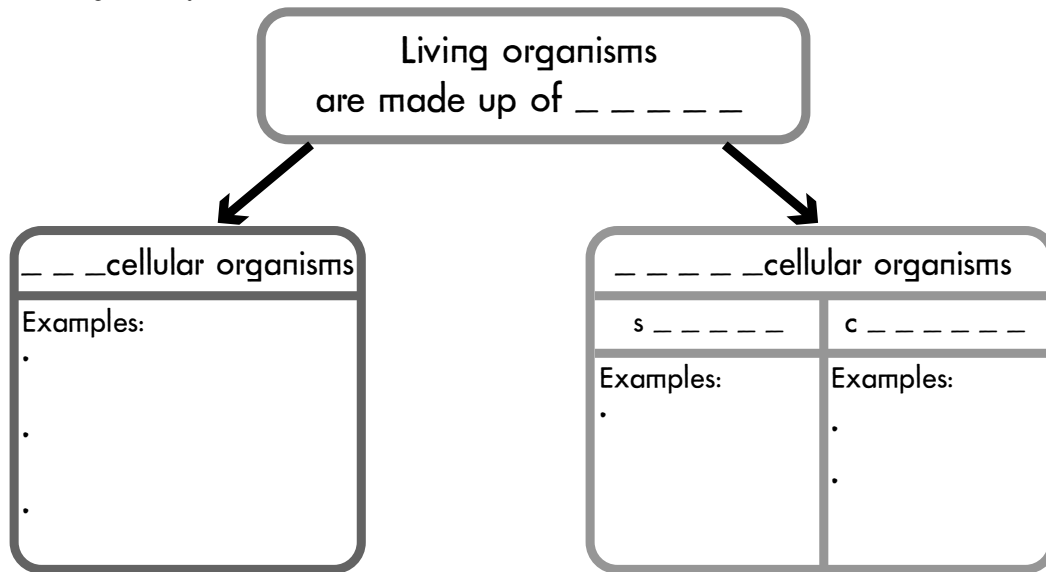 Living organisms
are made up of _ _ _ _ _
_ _ _cellular organisms
Examples:
•
•
•
_ _ _ _ _cellular organisms
s _ _ _ _ _
c _ _ _ _ _ _
Examples:
•
Examples:
•
•